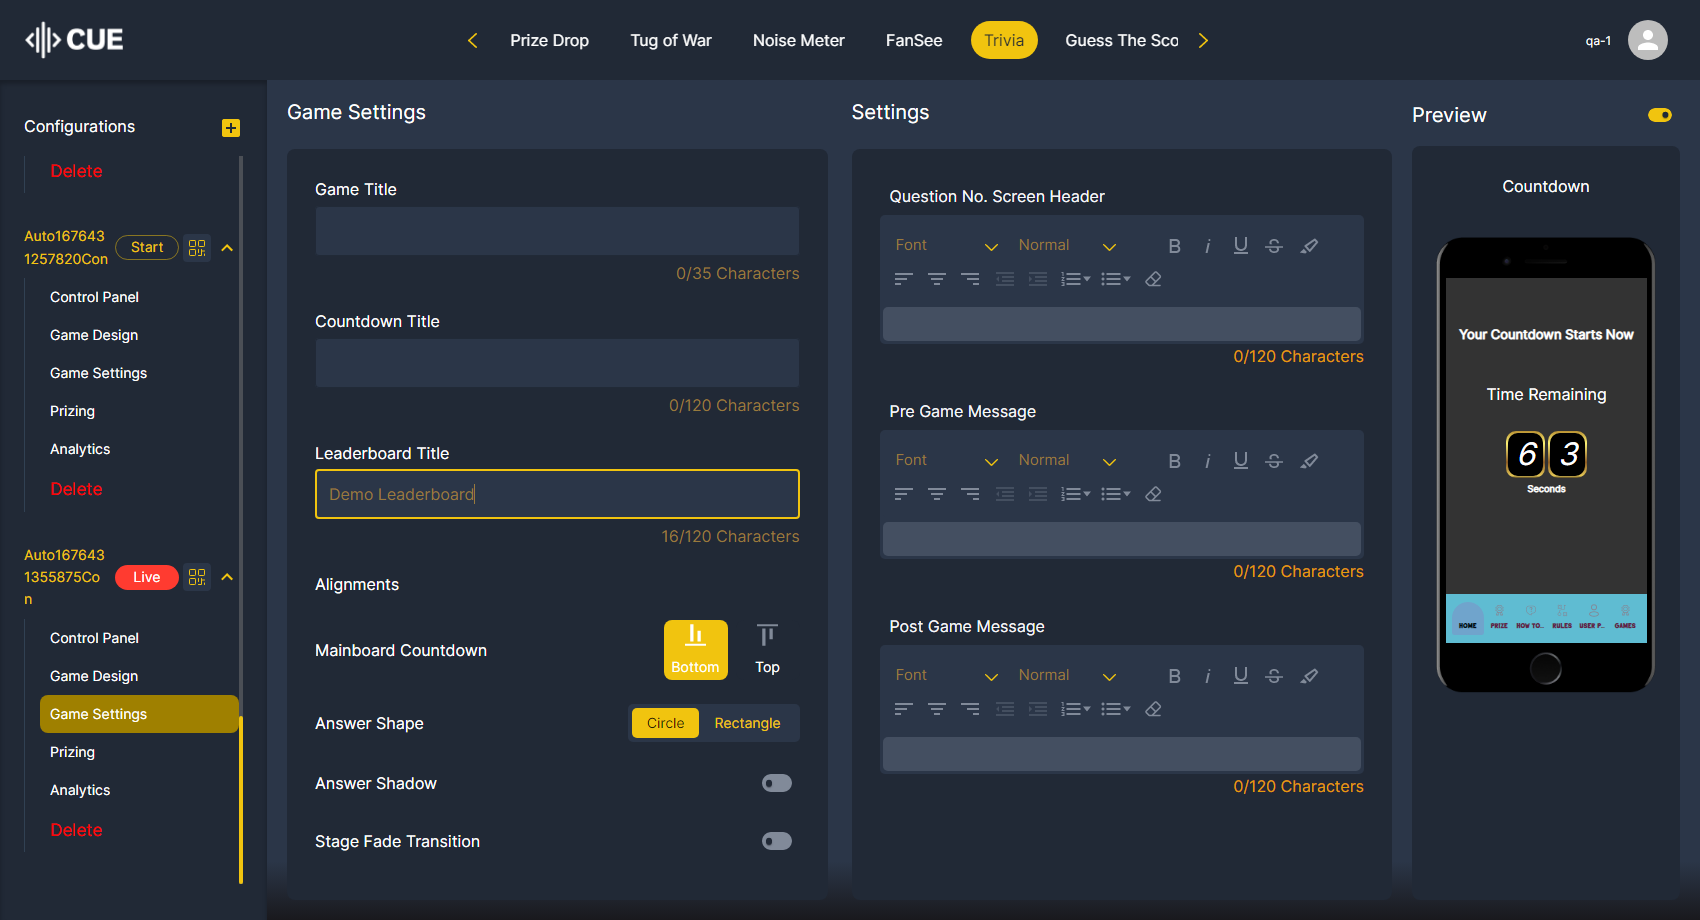 CUE
Prize Drop
Tug of War
Noise Meter
FanSee
Trivia
Guess The Sco
qa-1
Configurations
Delete
Auto167643
1257820Con
Start
Control Panel
Game Design
Game Settings
Prizing
Analytics
Delete
Auto167643
1355875Co
n
Live
Control Panel
Game Design
Game Settings
Prizing
Analytics
Delete
Game Settings
Game Title
0/35 Characters
Countdown Title
0/120 Characters
Leaderboard Title
Demo Leaderboard
16/120 Characters
Alignments
Mainboard Countdown
Bottom
Top
Answer Shape
Circle
Rectangle
Answer Shadow
Stage Fade Transition
Settings
Question No. Screen Header
Font
Normal
B i U S
0/120 Characters
Pre Game Message
Font
Normal
B i U S
0/120 Characters
Post Game Message
Font
Normal
B i U S
0/120 Characters
Preview
Countdown
Your Countdown Starts Now
Time Remaining
6 3
Seconds
HOME
PRIZE
HOW TO...
RULES
USER P...
GAMES